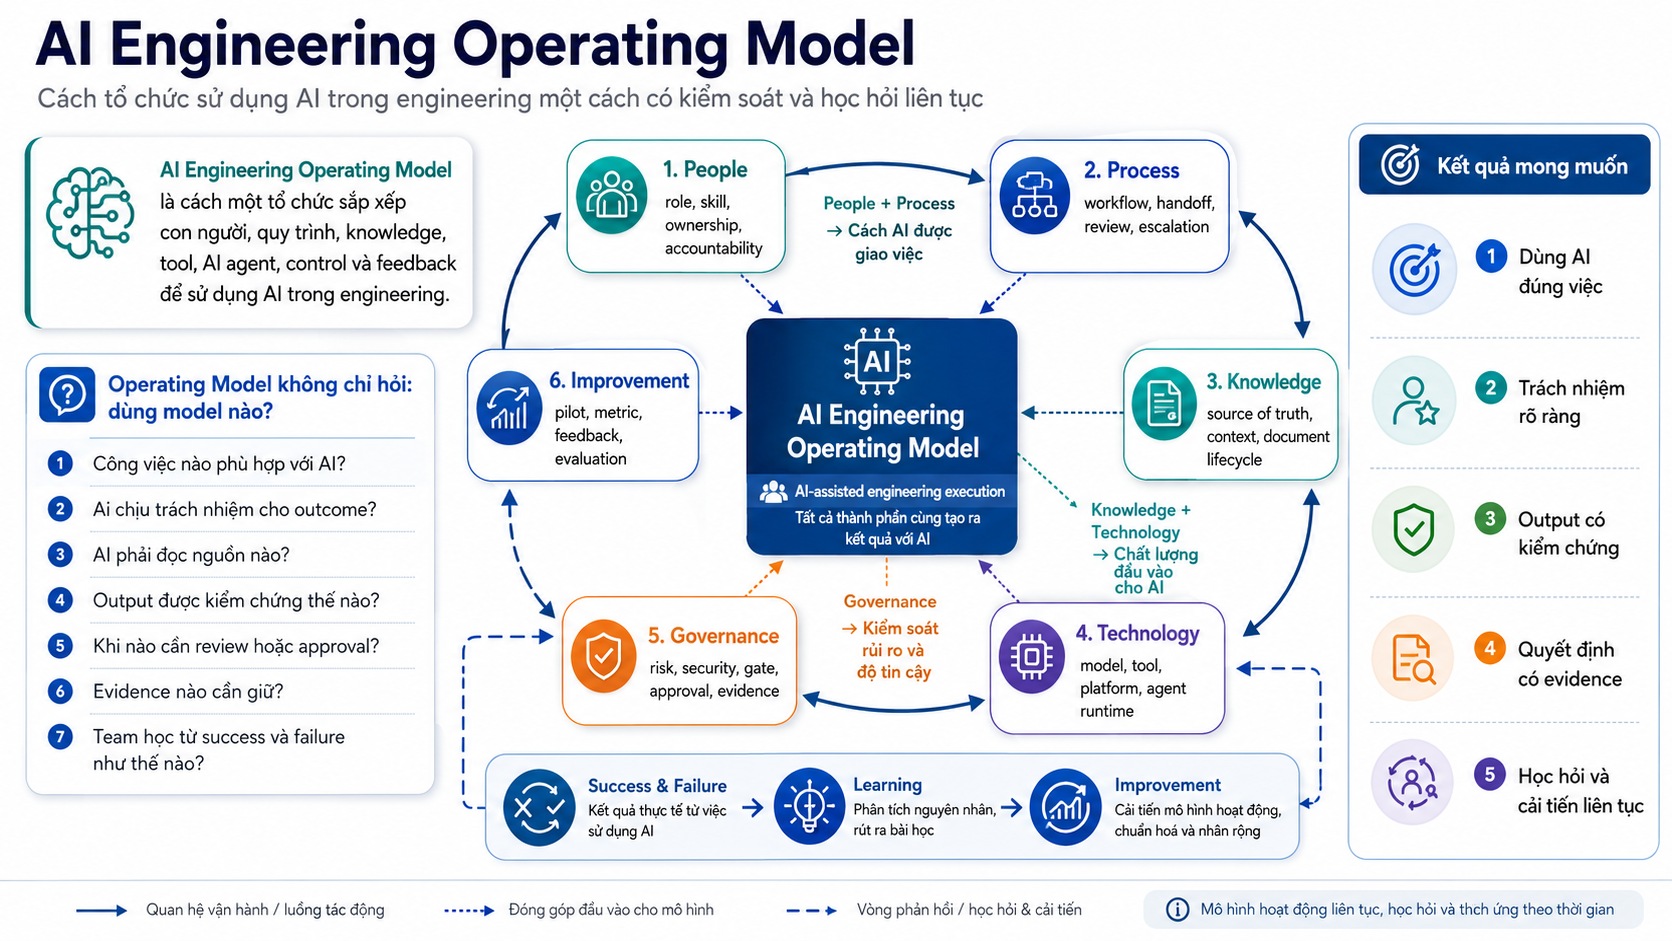 AI Engineering Operating Model
Cách tổ chức sử dụng AI trong engineering một cách có kiểm soát và học hỏi liên tục
AI Engineering Operating Model
là cách một tổ chức sắp xếp
con người, quy trình, knowledge,
tool, AI agent, control và feedback
để sử dụng AI trong engineering.
Operating Model không chỉ hỏi:
dùng model nào?
1 Công việc nào phù hợp với AI?
2 Ai chịu trách nhiệm cho outcome?
3 AI phải đọc nguồn nào?
4 Output được kiểm chứng thế nào?
5 Khi nào cần review hoặc approval?
6 Evidence nào cần giữ?
7 Team học từ success và failure
như thế nào?
1. People
role, skill,
ownership,
accountability
People + Process
→ Cách AI được
giao việc
2. Process
workflow, handoff,
review, escalation
6. Improvement
pilot, metric,
feedback,
evaluation
AI
AI Engineering
Operating Model
AI-assisted engineering execution
Tất cả thành phần cùng tạo ra
kết quả với AI
3. Knowledge
source of truth,
context, document
lifecycle
Knowledge +
Technology
→ Chất lượng
đầu vào
cho AI
5. Governance
risk, security, gate,
approval, evidence
Governance
→ Kiểm soát
rủi ro và
độ tin cậy
4. Technology
model, tool,
platform, agent
runtime
Success & Failure
Kết quả thực tế từ việc
sử dụng AI
Learning
Phân tích nguyên nhân,
rút ra bài học
Improvement
Cải tiến mô hình hoạt động,
chuẩn hoá và nhân rộng
Kết quả mong muốn
1 Dùng AI
đúng việc
2 Trách nhiệm
rõ ràng
3 Output có
kiểm chứng
4 Quyết định
có evidence
5 Học hỏi và
cải tiến liên tục
Quan hệ vận hành / luồng tác động
Đóng góp đầu vào cho mô hình
Vòng phản hồi / học hỏi & cải tiến
Mô hình hoạt động liên tục, học hỏi và thch ứng theo thời gian